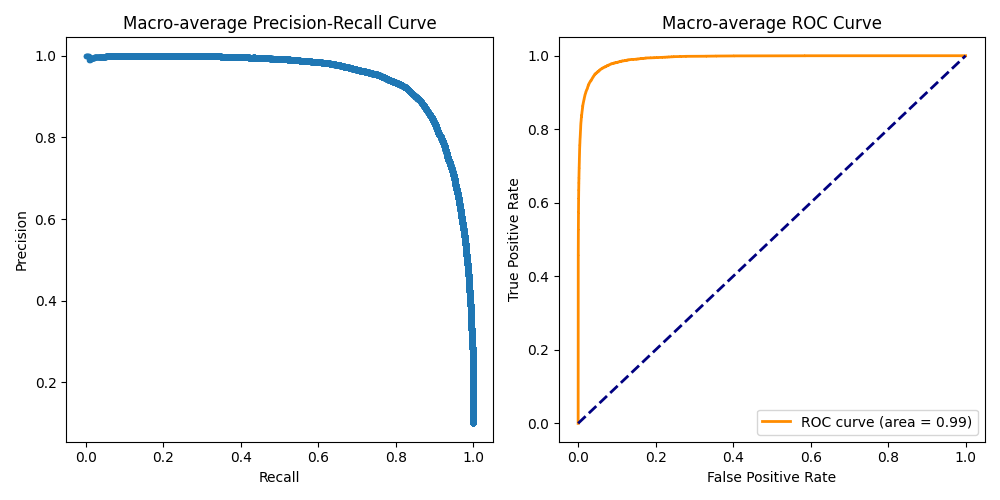 Macro-average Precision-Recall Curve
1.0
0.8
0.6
0.4
0.2
Precision
0.0 0.2 0.4 0.6 0.8 1.0
Recall
Macro-average ROC Curve
1.0
0.8
0.6
0.4
0.2
0.0
True Positive Rate
ROC curve (area = 0.99)
0.0 0.2 0.4 0.6 0.8 1.0
False Positive Rate